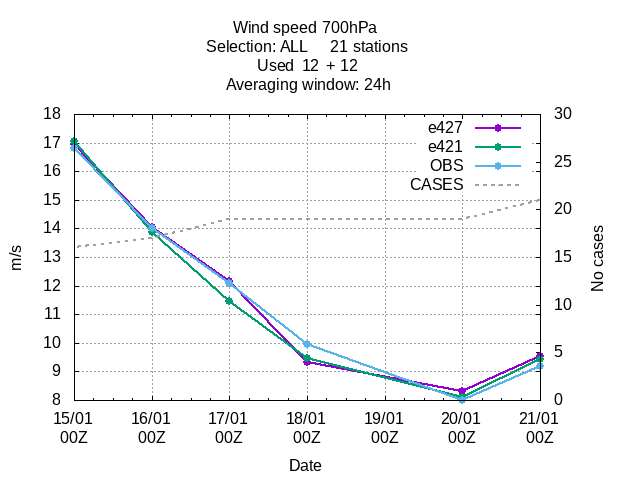 Wind speed 700hPa
Selection: ALL 21 stations
Used 12 + 12
Averaging window: 24h
e427
e421
OBS
CASES
18
17
16
15
14
13
12
11
10
9
8
m/s
30
25
20
15
10
5
0
No cases
15/01 16/01 17/01 18/01 19/01 20/01 21/01
00Z 00Z 00Z 00Z 00Z 00Z 00Z
Date